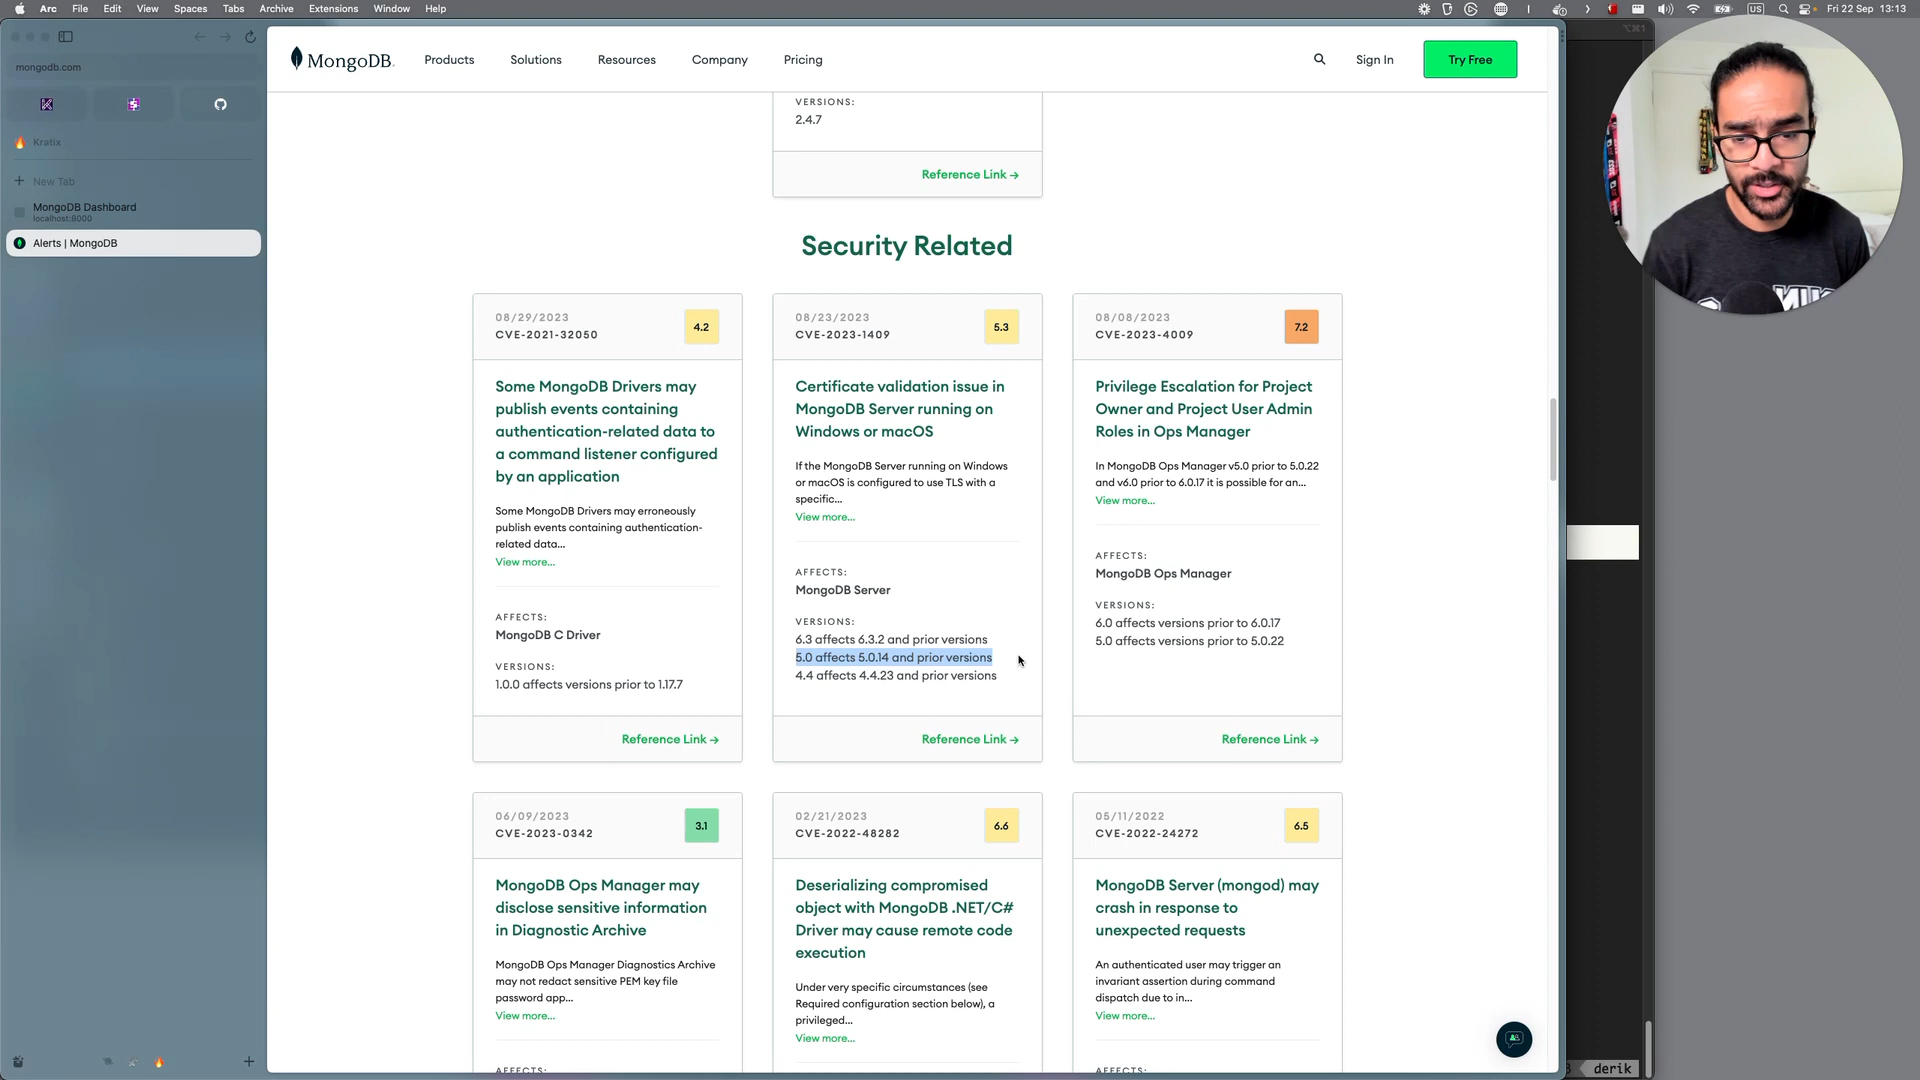 Arc File Edit View Spaces Tabs Archive Extensions Window Help
US Fri 22 Sep 13:13
mongodb.com
Kratix
New Tab
MongoDB Dashboard
localhost:8000
Alerts | MongoDB
MongoDB. Products Solutions Resources Company Pricing Sign In Try Free
VERSIONS:
2.4.7
Reference Link →
Security Related
08/29/2023
CVE-2021-32050
4.2
Some MongoDB Drivers may
publish events containing
authentication-related data to
a command listener configured
by an application
Some MongoDB Drivers may erroneously
publish events containing authentication-
related data...
View more...
AFFECTS:
MongoDB C Driver
VERSIONS:
1.0.0 affects versions prior to 1.17.7
Reference Link →
08/23/2023
CVE-2023-1409
5.3
Certificate validation issue in
MongoDB Server running on
Windows or macOS
If the MongoDB Server running on Windows
or macOS is configured to use TLS with a
specific...
View more...
AFFECTS:
MongoDB Server
VERSIONS:
6.3 affects 6.3.2 and prior versions
5.0 affects 5.0.14 and prior versions
4.4 affects 4.4.23 and prior versions
Reference Link →
08/08/2023
CVE-2023-4009
7.2
Privilege Escalation for Project
Owner and Project User Admin
Roles in Ops Manager
In MongoDB Ops Manager v5.0 prior to 5.0.22
and v6.0 prior to 6.0.17 it is possible for an...
View more...
AFFECTS:
MongoDB Ops Manager
VERSIONS:
6.0 affects versions prior to 6.0.17
5.0 affects versions prior to 5.0.22
Reference Link →
06/09/2023
CVE-2023-0342
3.1
MongoDB Ops Manager may
disclose sensitive information
in Diagnostic Archive
MongoDB Ops Manager Diagnostics Archive
may not redact sensitive PEM key file
password app...
View more...
AFFECTS:
02/21/2023
CVE-2022-48282
6.6
Deserializing compromised
object with MongoDB .NET/C#
Driver may cause remote code
execution
Under very specific circumstances (see
Required configuration section below), a
privileged...
View more...
05/11/2022
CVE-2022-24272
6.5
MongoDB Server (mongod) may
crash in response to
unexpected requests
An authenticated user may trigger an
invariant assertion during command
dispatch due to in...
View more...
AFFECTS:
derik